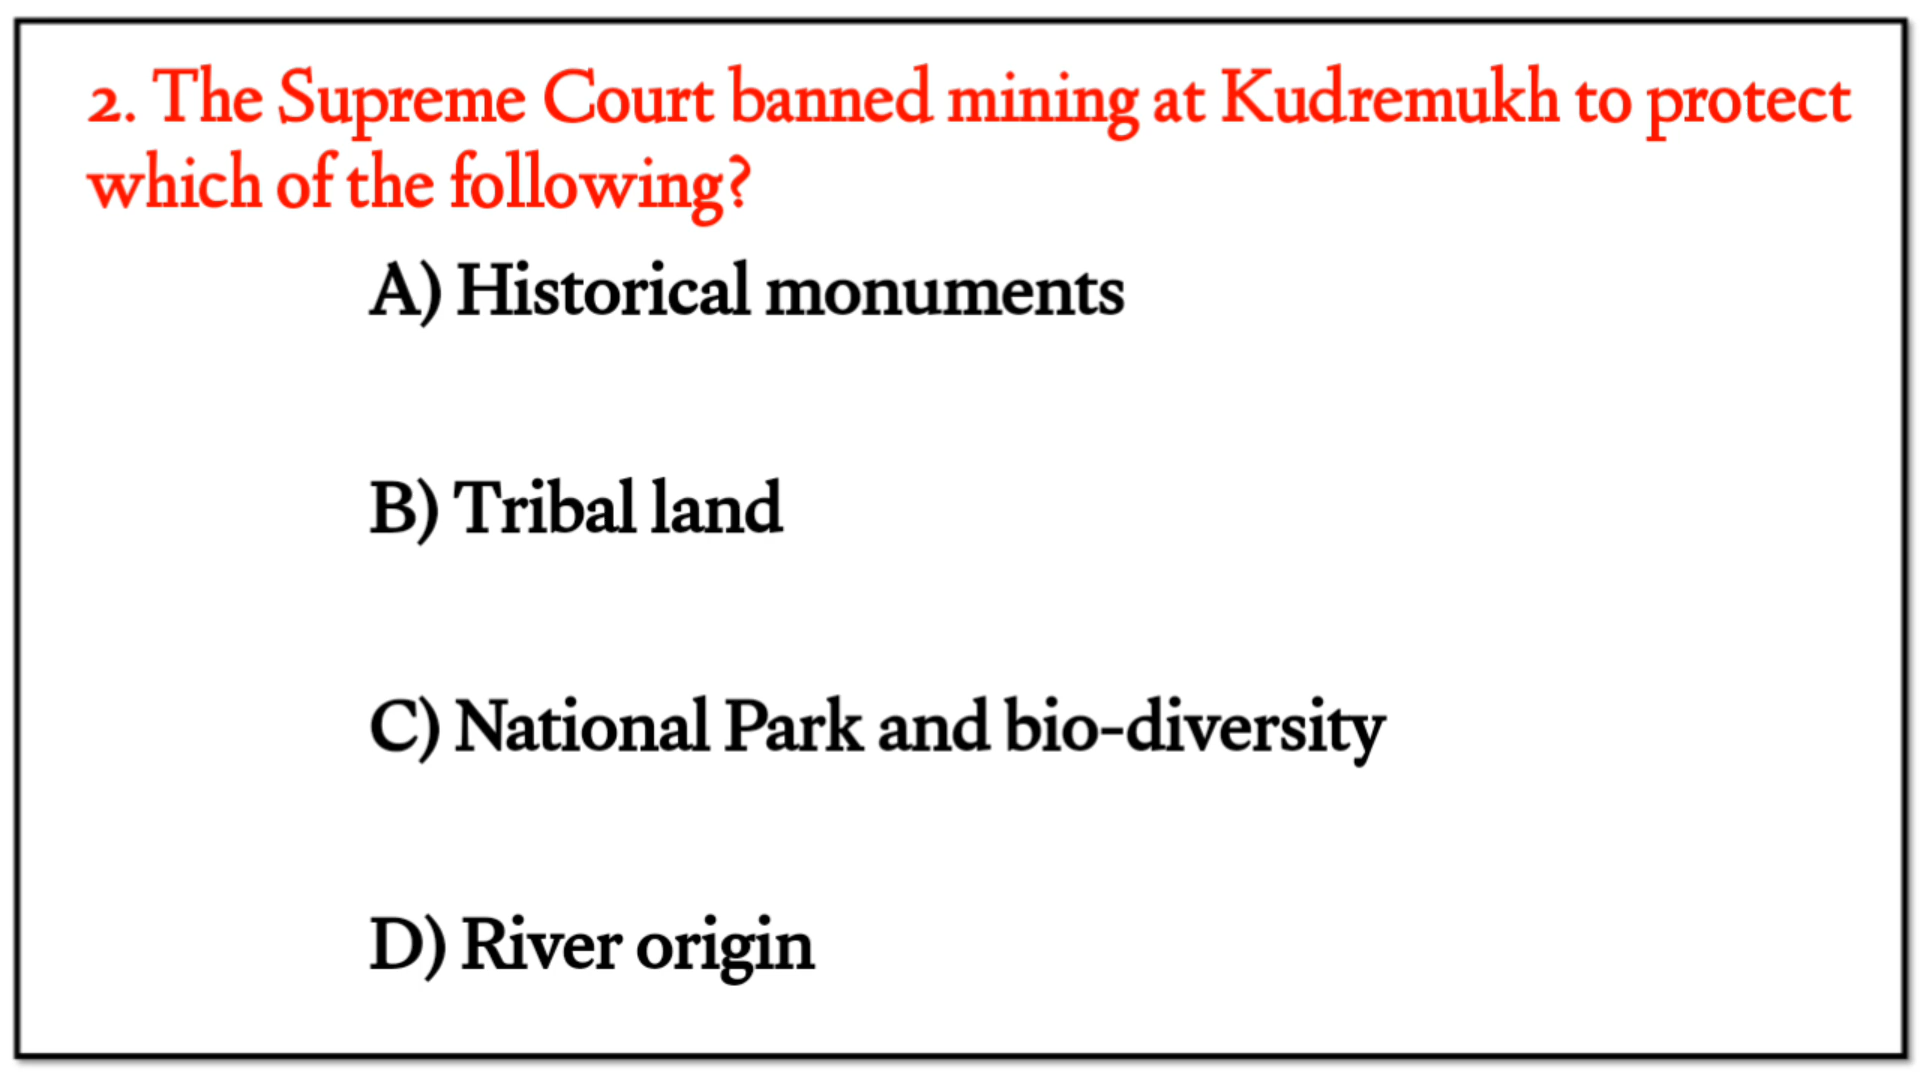 2. The Supreme Court banned mining at Kudremukh to protect
which of the following?
A) Historical monuments
B) Tribal land
C) National Park and bio-diversity
D) River origin